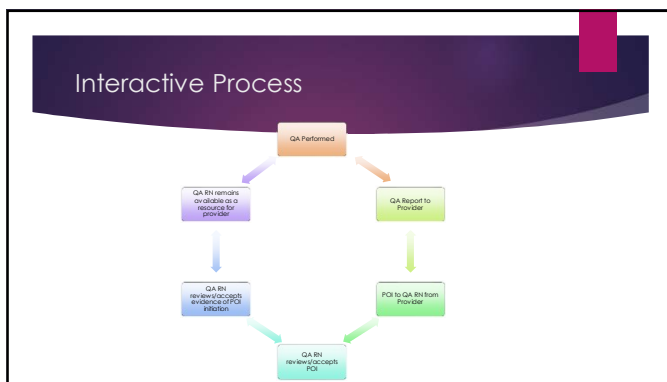 Interactive Process
QA Performed
QA Report to
Provider
POI to QA RN from
Provider
QA RN
reviews/accepts
POI
QA RN
reviews/accepts
evidence of POI
initiation
QA RN remains
available as a
resource for
provider